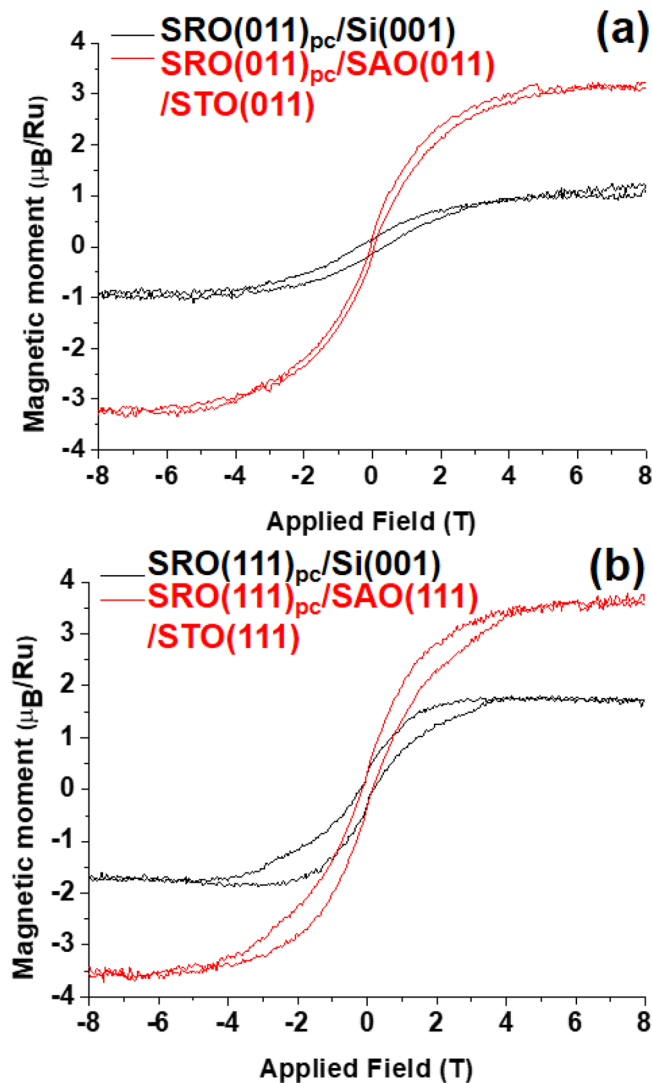 SRO(011)pc/Si(001)
(a)
SRO(011)pc/SAO(011)
/STO(011)
4
3
2
1
0
-1
-2
-3
-4
Magnetic moment (μB/Ru)
-8 -6 -4 -2 0 2 4 6 8
Applied Field (T)
SRO(111)pc/Si(001)
(b)
SRO(111)pc/SAO(111)
/STO(111)
4
3
2
1
0
-1
-2
-3
-4
Magnetic moment (μB/Ru)
-8 -6 -4 -2 0 2 4 6 8
Applied Field (T)